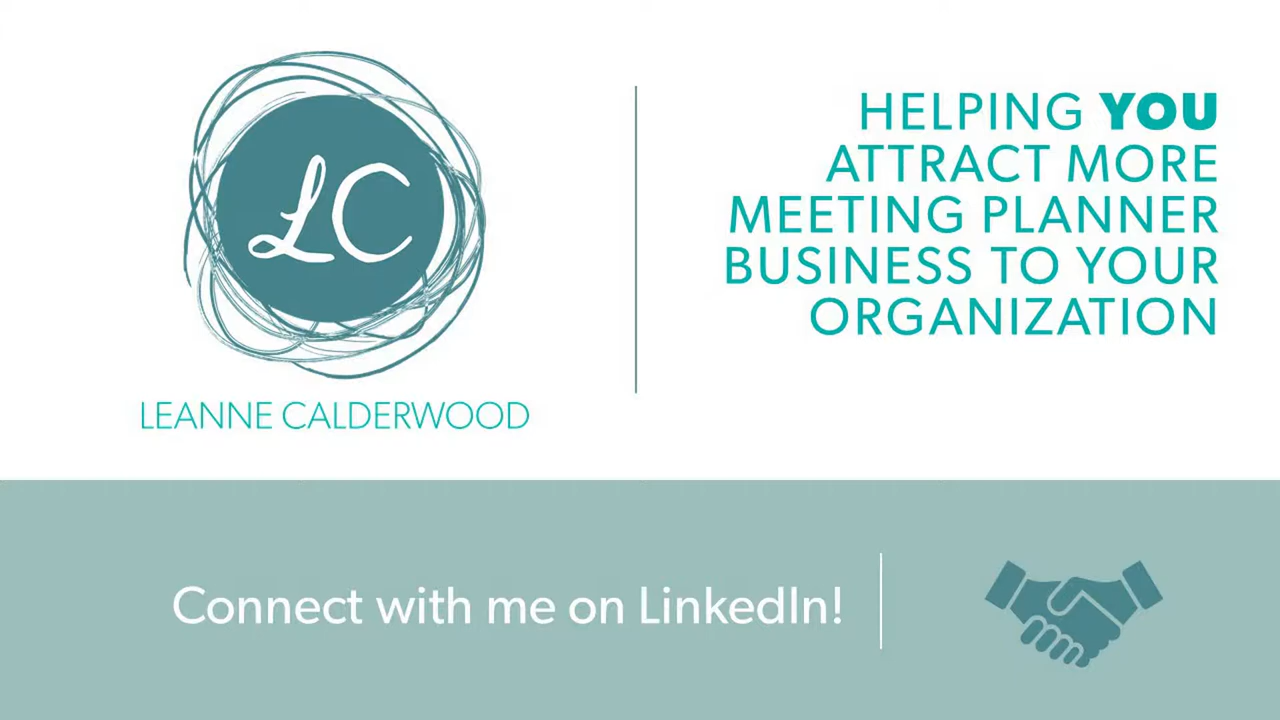 LC
LEANNE CALDERWOOD
HELPING YOU
ATTRACT MORE
MEETING PLANNER
BUSINESS TO YOUR
ORGANIZATION
Connect with me on LinkedIn!